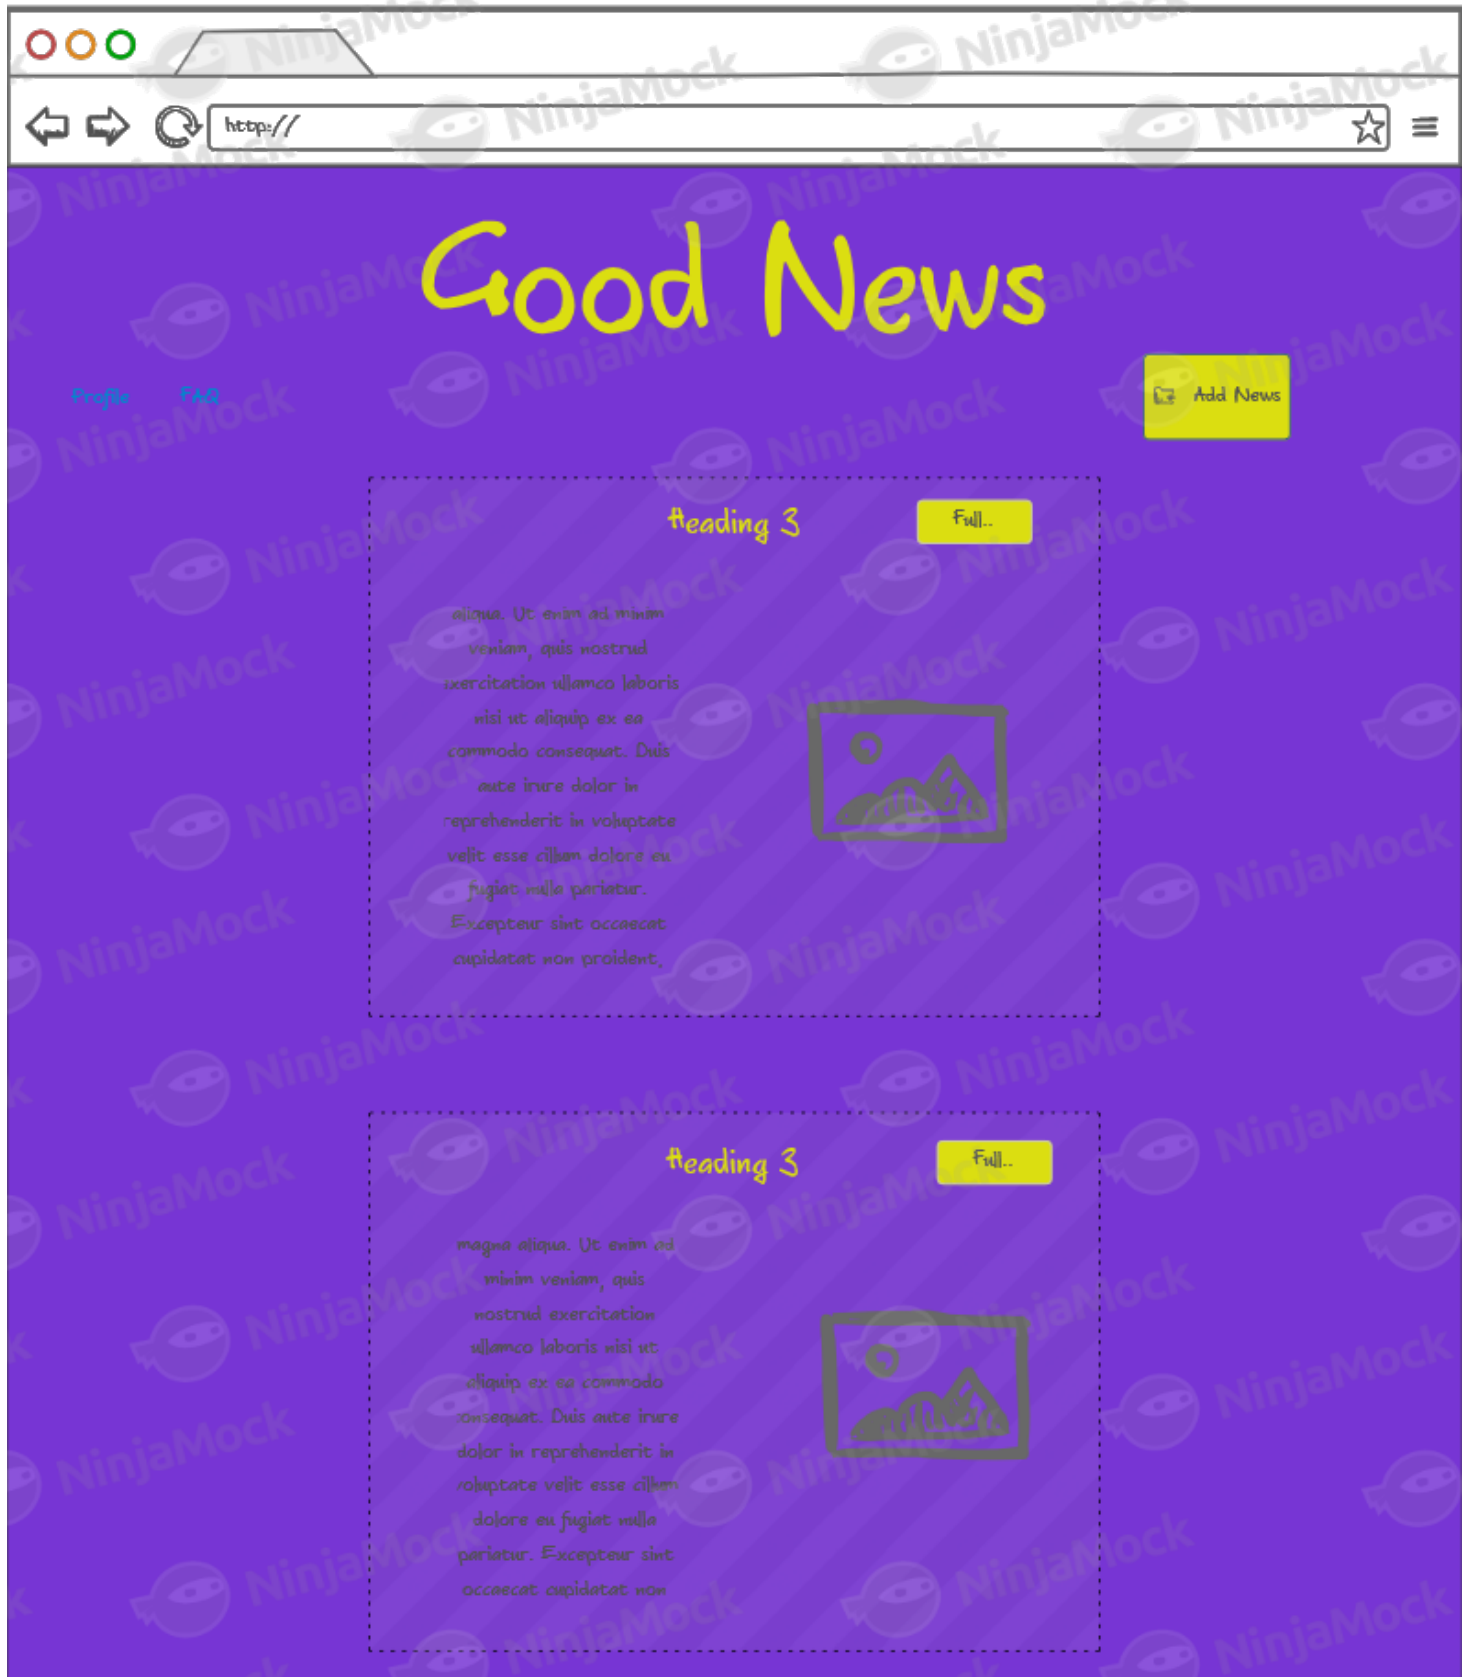 http://
Good News
Profile FAQ
Add News
Heading 3
Full..
aliqua. Ut enim ad minim
veniam, quis nostrud
exercitation ullamco laboris
nisi ut aliquip ex ea
commodo consequat. Duis
aute irure dolor in
reprehenderit in voluptate
velit esse cillum dolore eu
fugiat nulla pariatur.
Excepteur sint occaecat
cupidatat non proident,
Heading 3
Full..
magna aliqua. Ut enim ad
minim veniam, quis
nostrud exercitation
ullamco laboris nisi ut
aliquip ex ea commodo
consequat. Duis aute irure
dolor in reprehenderit in
voluptate velit esse cillum
dolore eu fugiat nulla
pariatur. Excepteur sint
occaecat cupidatat non
NinjaMock